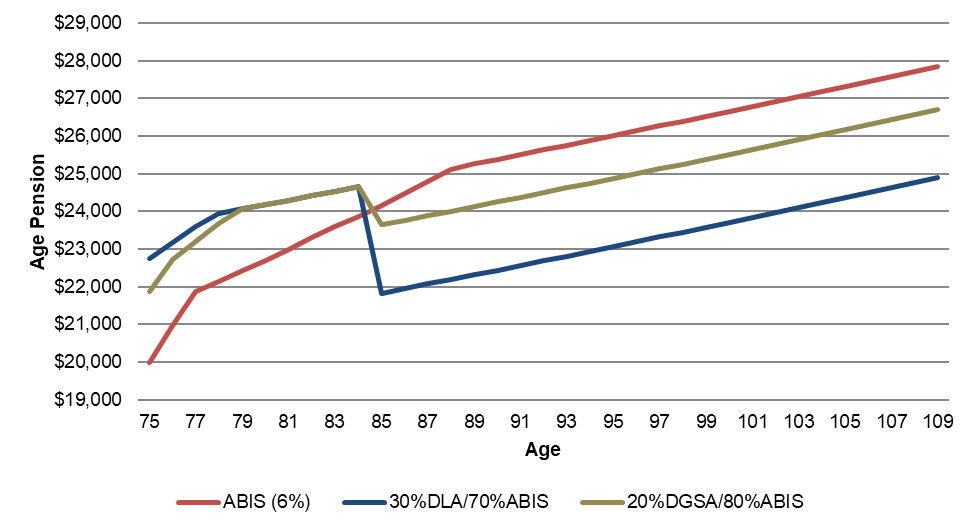 $29,000
$28,000
$27,000
$26,000
$25,000
$24,000
$23,000
$22,000
$21,000
$20,000
$19,000
Age Pension
75 77 79 81 83 85 87 89 91 93 95 97 99 101 103 105 107 109
Age
ABIS (6%) 30%DLA/70%ABIS 20%DGSA/80%ABIS